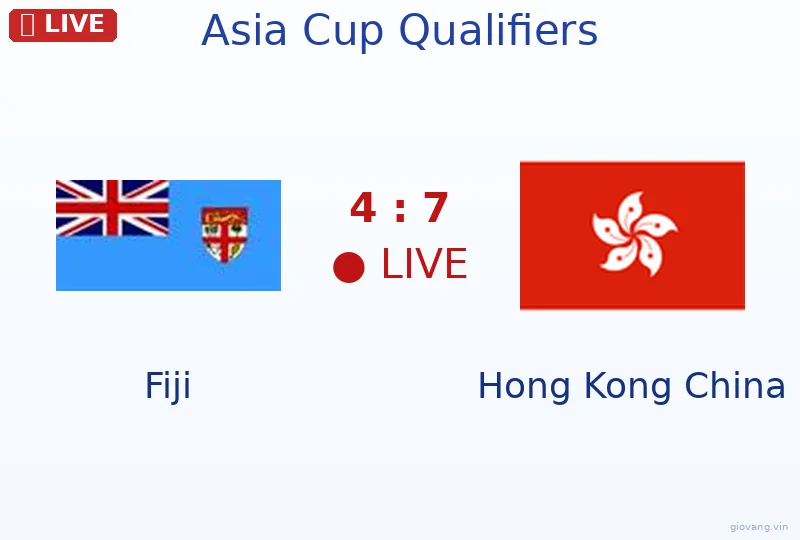 LIVE
Asia Cup Qualifiers
4 : 7
● LIVE
Fiji
Hong Kong China
giovang.vin